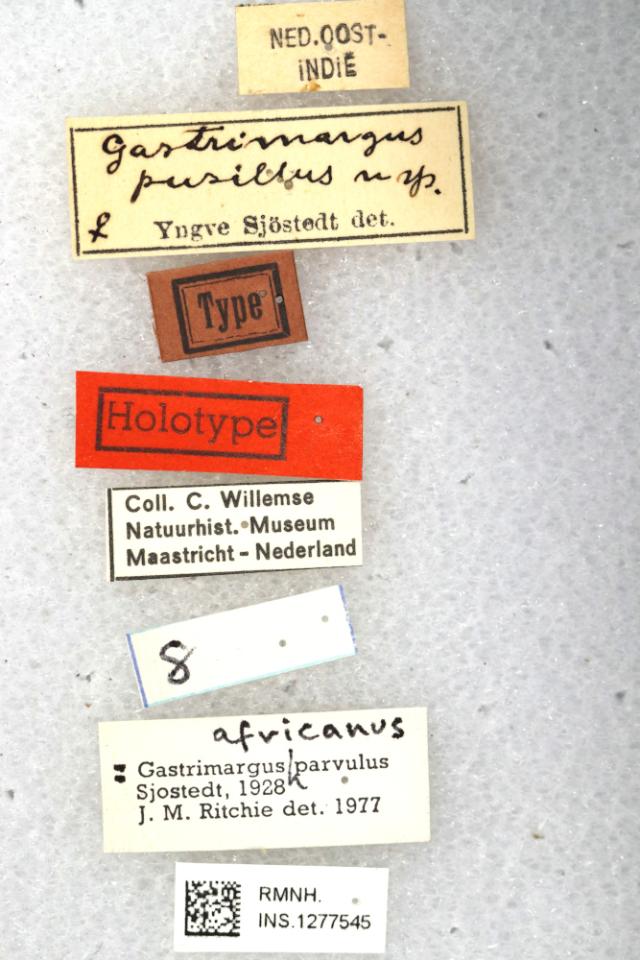 NED.OOST-
iNDiË
Gastrimargus
pusillus n sp.
♀ Yngve Sjöstedt det.
Type
Holotype
Coll. C. Willemse
Natuurhist. Museum
Maastricht - Nederland
8
africanus
= Gastrimargus parvulus
Sjostedt, 1928
J. M. Ritchie det. 1977
RMNH.
INS.1277545